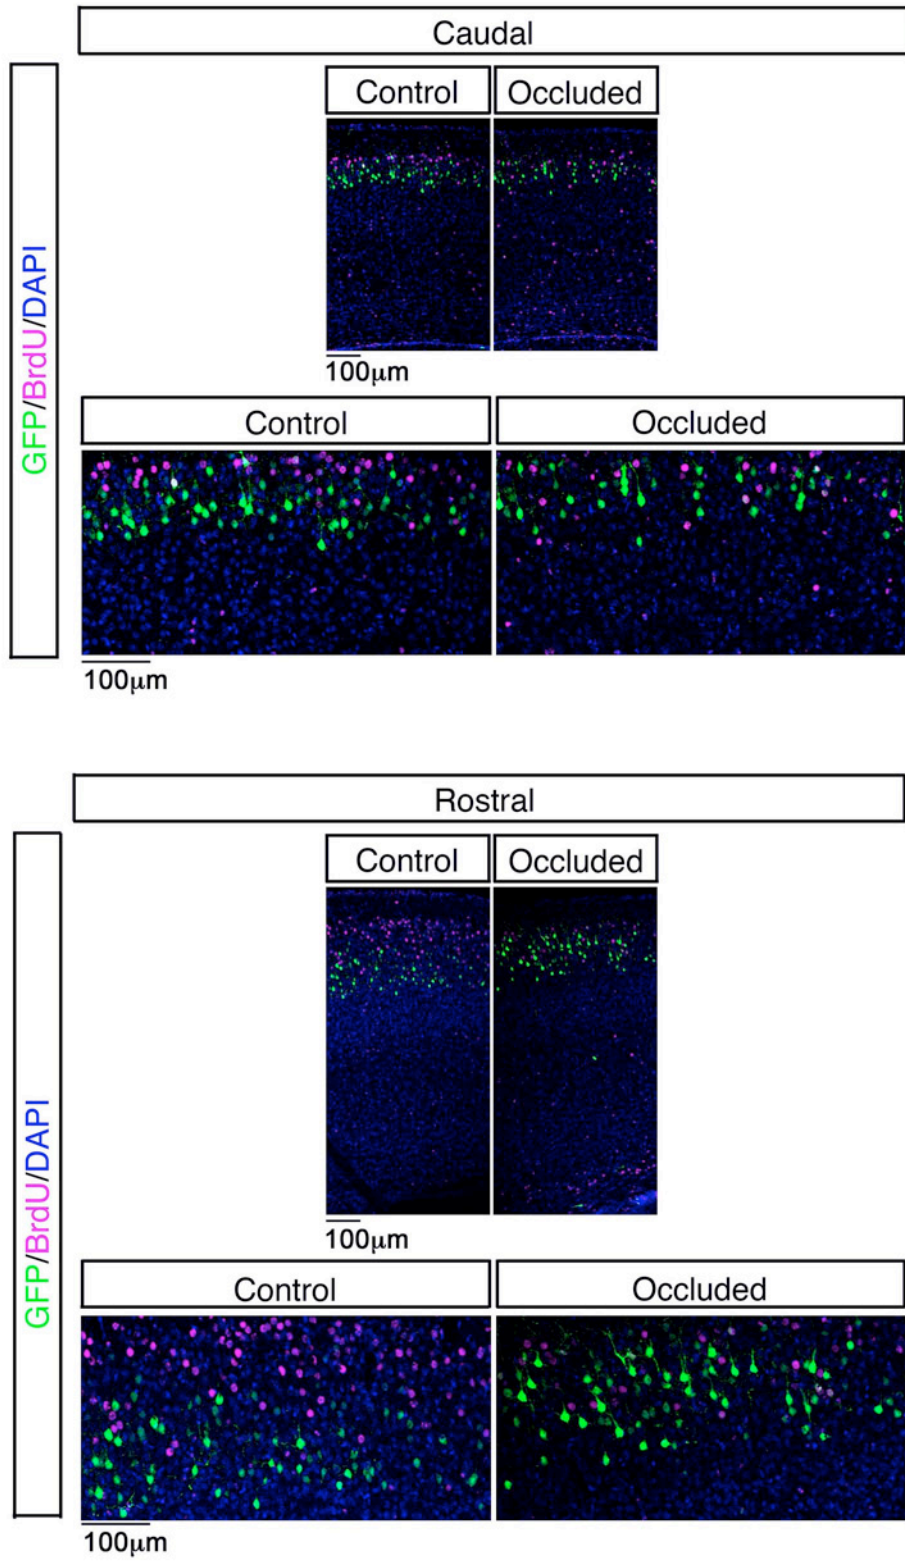 Caudal
GFP/BrdU/DAPI
Control
Occluded
100μm
Control
Occluded
100μm
Rostral
GFP/BrdU/DAPI
Control
Occluded
100μm
Control
Occluded
100μm